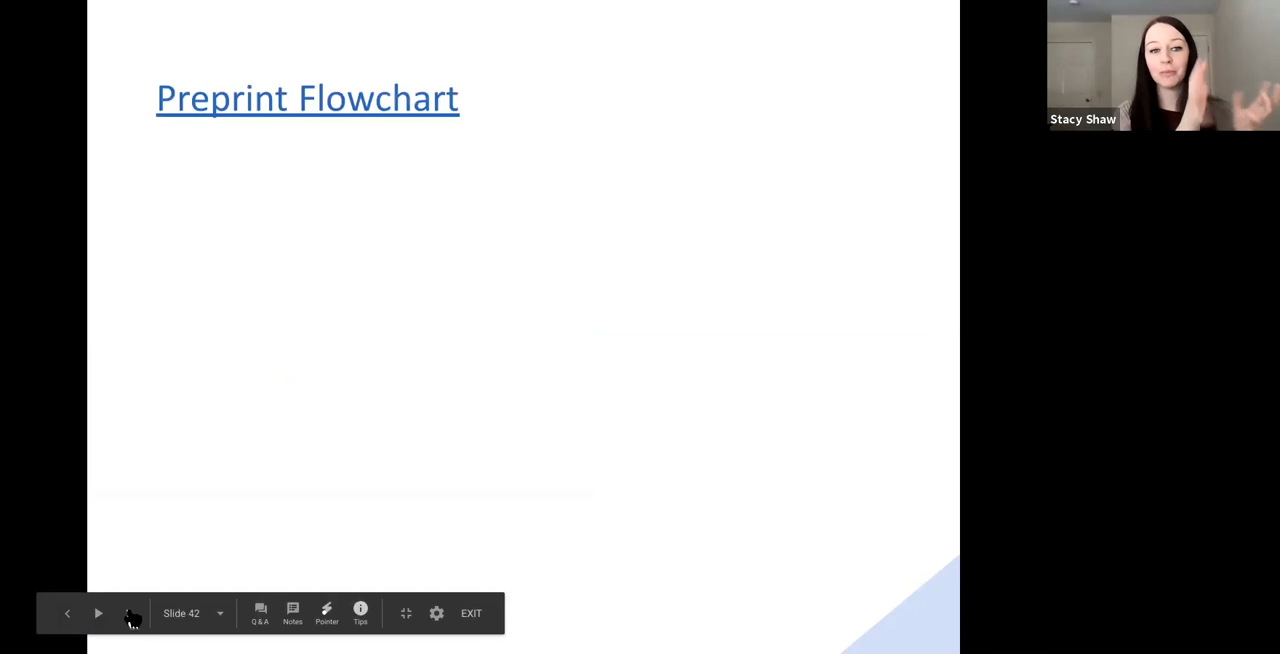 Preprint Flowchart
Stacy Shaw
Slide 42
Q & A
Notes
Pointer
Tips
EXIT